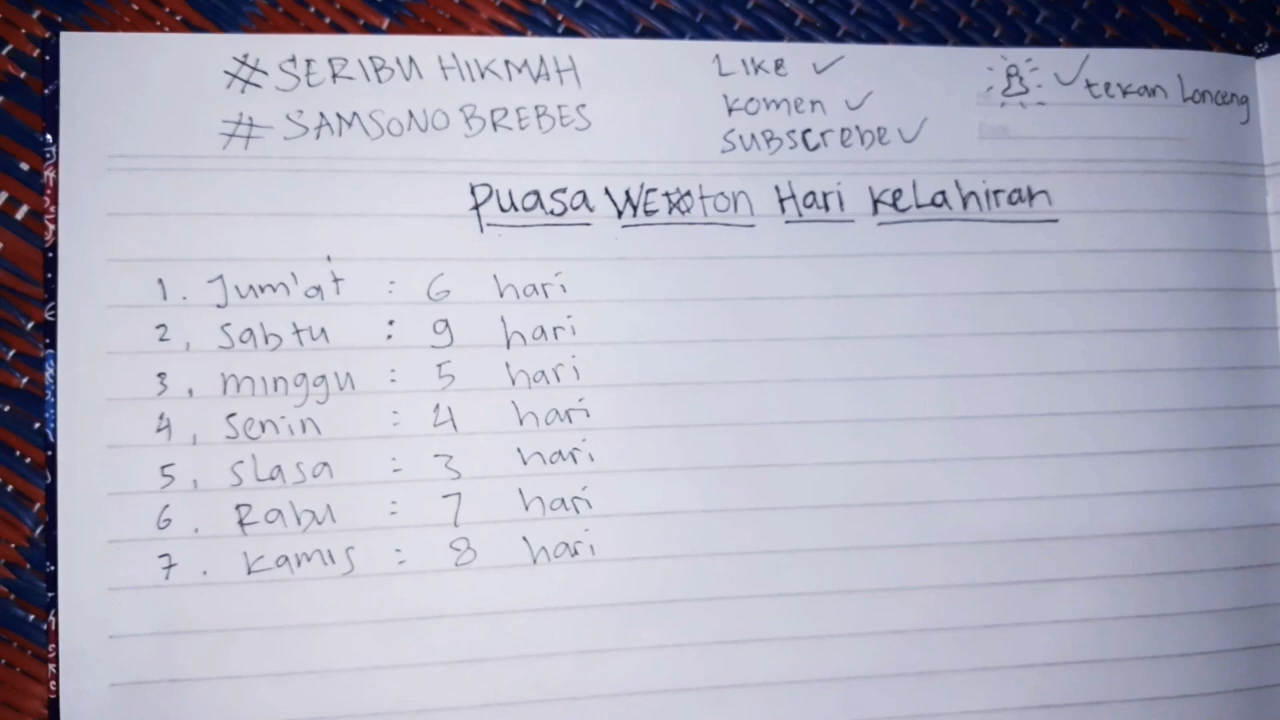 #SERIBU HIKMAH
#SAMSONO BREBES
LIKE ✓
komen ✓
SUBSCREBE ✓
✓ tekan Lonceng
Puasa WETON Hari KeLahiran
1. Jum'at : 6 hari
2, Sabtu : 9 hari
3, minggu : 5 hari
4, Senin : 4 hari
5, SLasa : 3 hari
6. Rabu : 7 hari
7. Kamis : 8 hari